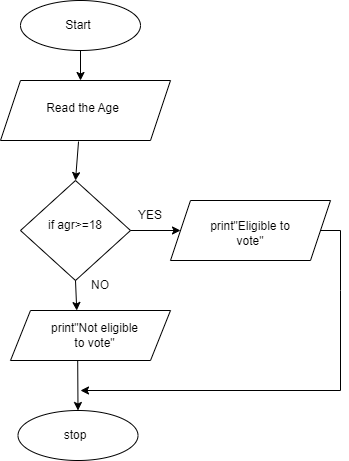 Start
Read the Age
if agr>=18
YES
print"Eligible to
vote"
NO
print"Not eligible
to vote"
stop